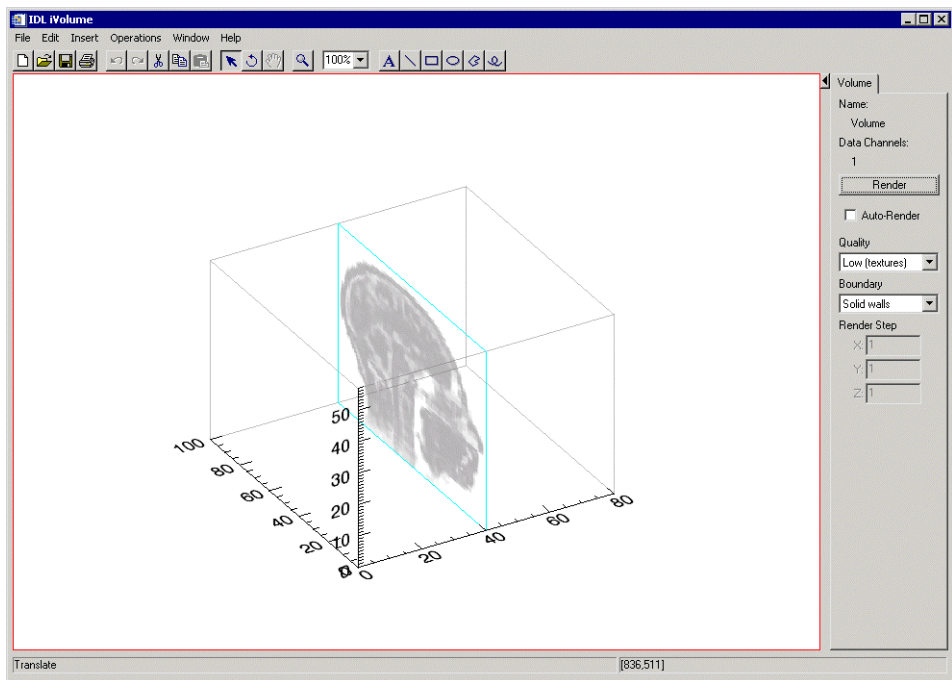 IDL iVolume
File Edit Insert Operations Window Help
100% A
Volume
Name:
Volume
Data Channels:
1
Render
Auto-Render
Quality
Low (textures)
Boundary
Solid walls
Render Step
X: 1
Y: 1
Z: 1
50
40
30
20
10
100
80
60
40
20
0
20
40
60
80
Translate [836,511]